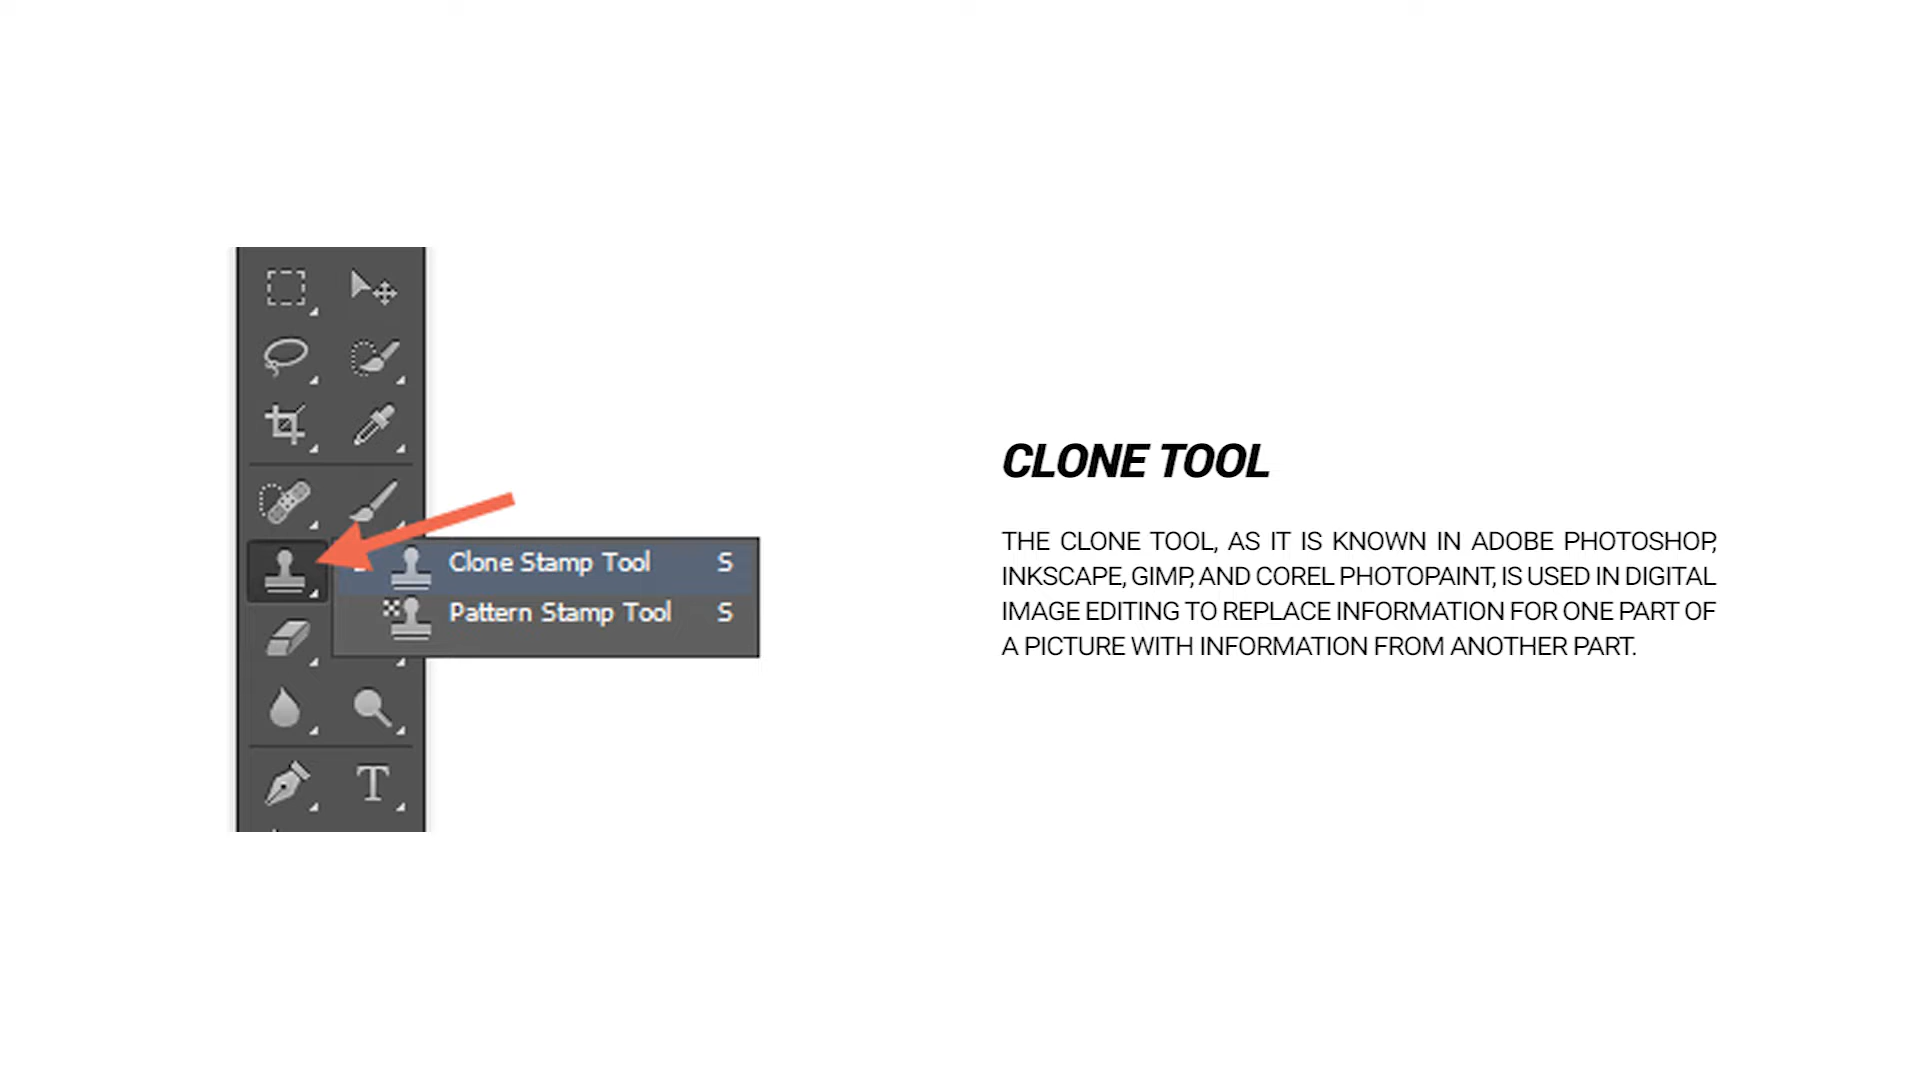 Clone Stamp Tool S
Pattern Stamp Tool S
CLONE TOOL
THE CLONE TOOL, AS IT IS KNOWN IN ADOBE PHOTOSHOP,
INKSCAPE, GIMP, AND COREL PHOTOPAINT, IS USED IN DIGITAL
IMAGE EDITING TO REPLACE INFORMATION FOR ONE PART OF
A PICTURE WITH INFORMATION FROM ANOTHER PART.